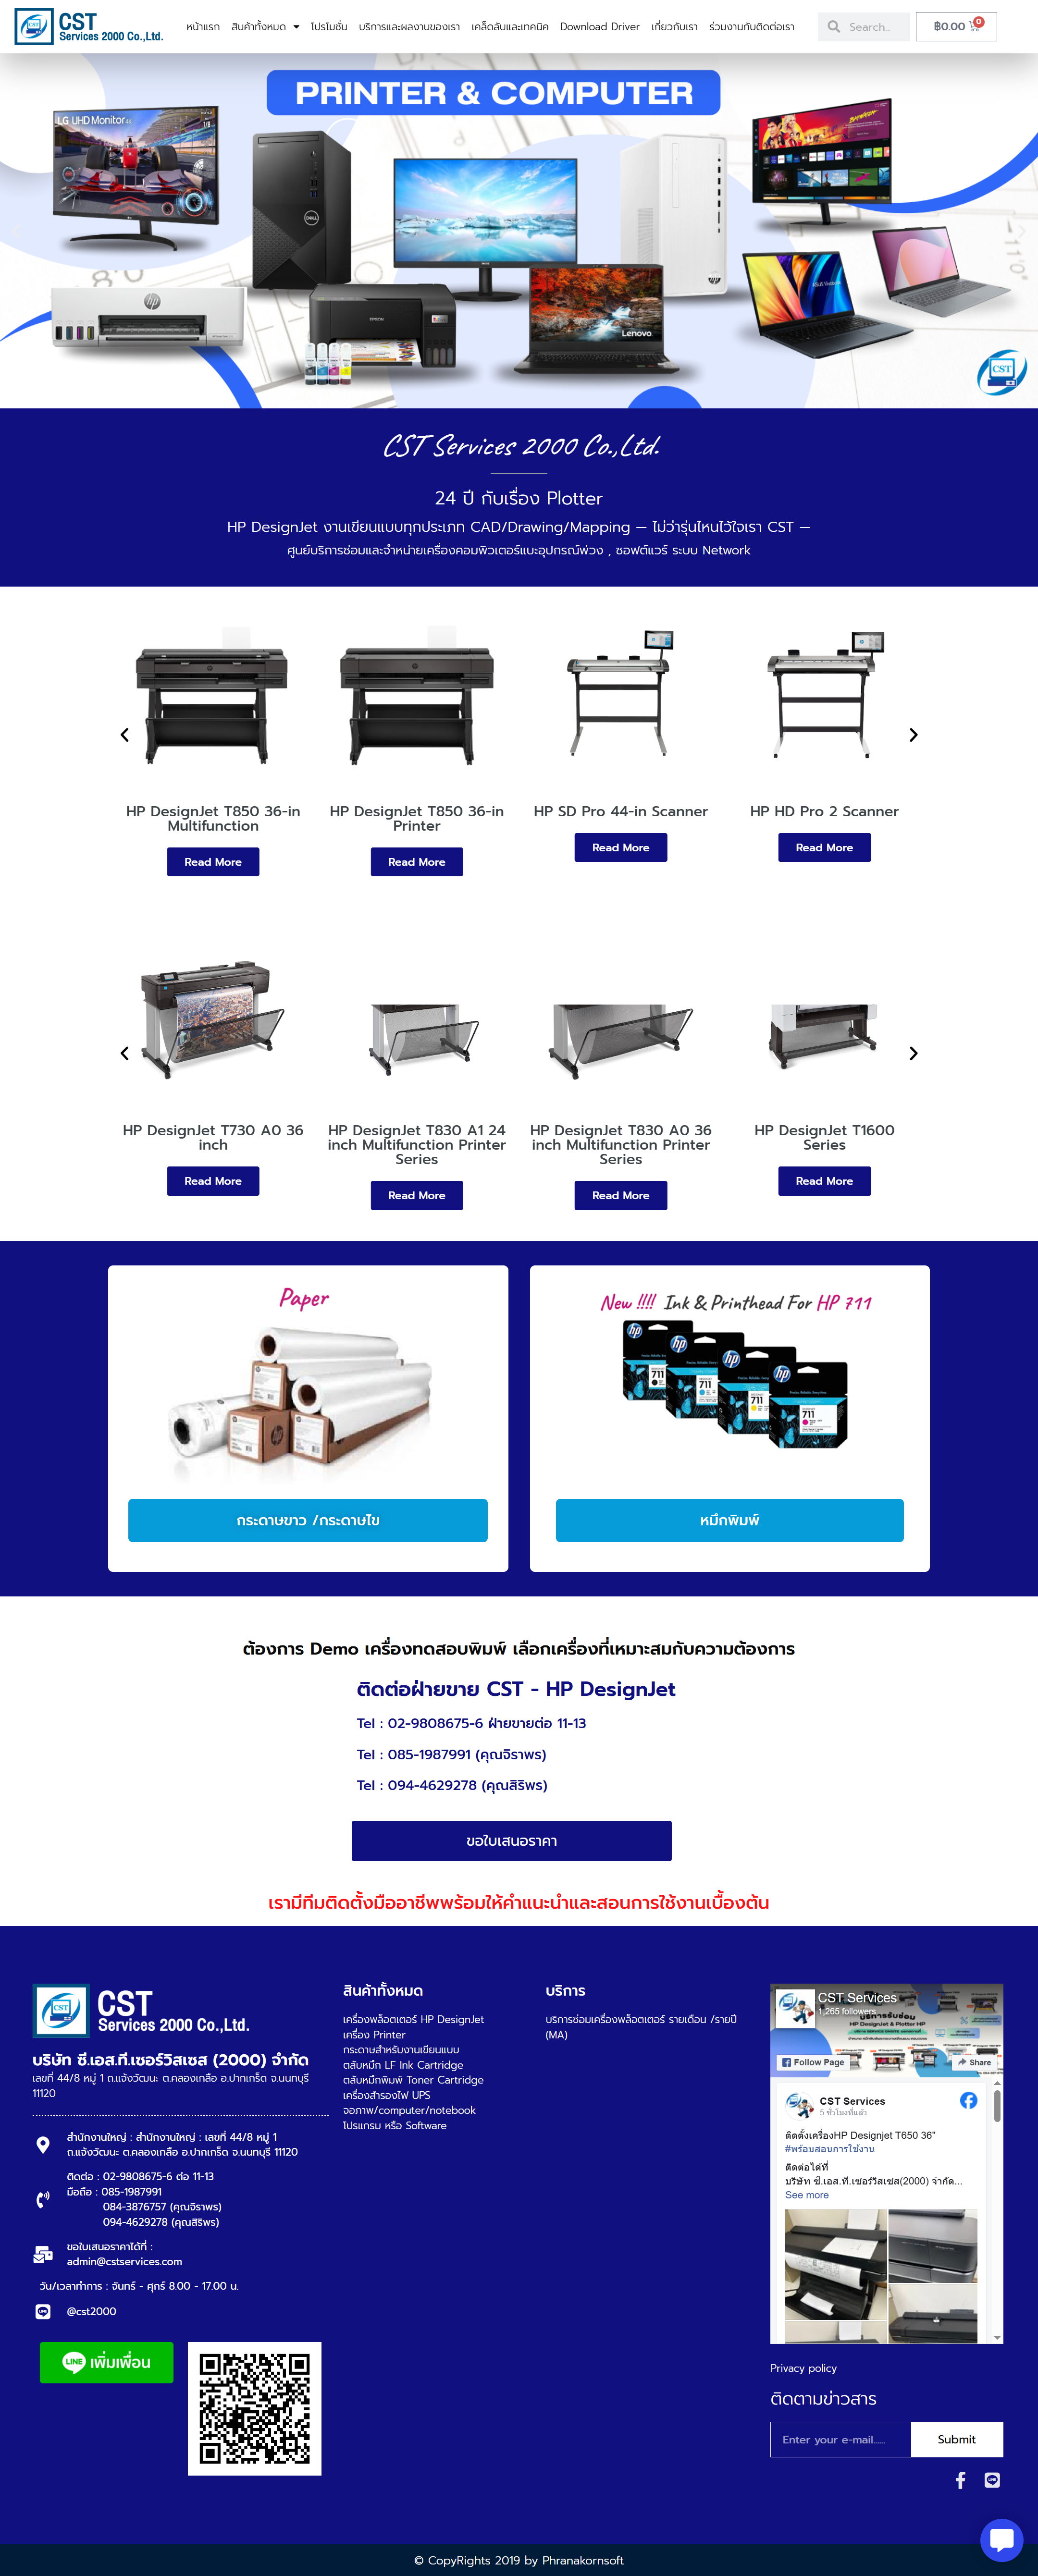 CST
Services 2000 Co.,Ltd.
หน้าแรก สินค้าทั้งหมด โปรโมชั่น บริการและผลงานของเรา เคล็ดลับและเทคนิค Download Driver เกี่ยวกับเรา ร่วมงานกับติดต่อเรา
Search...
฿0.00 0
PRINTER & COMPUTER
LG UHD Monitor
DELL
hp
EPSON
Lenovo
CST
CST Services 2000 Co.,Ltd.
24 ปี กับเรื่อง Plotter
HP DesignJet งานเขียนแบบทุกประเภท CAD/Drawing/Mapping – ไม่ว่ารุ่นไหนไว้ใจเรา CST –
ศูนย์บริการซ่อมและจำหน่ายเครื่องคอมพิวเตอร์แบะอุปกรณ์พ่วง , ซอฟต์แวร์ ระบบ Network
HP DesignJet T850 36-in
Multifunction
Read More
HP DesignJet T850 36-in
Printer
Read More
HP SD Pro 44-in Scanner
Read More
HP HD Pro 2 Scanner
Read More
HP DesignJet T730 A0 36
inch
Read More
HP DesignJet T830 A1 24
inch Multifunction Printer
Series
Read More
HP DesignJet T830 A0 36
inch Multifunction Printer
Series
Read More
HP DesignJet T1600
Series
Read More
Paper
กระดาษขาว /กระดาษไข
New !!!! Ink & Printhead For HP 711
hp
711
hp
711
hp
711
hp
711
หมึกพิมพ์
ต้องการ Demo เครื่องทดสอบพิมพ์ เลือกเครื่องที่เหมาะสมกับความต้องการ
ติดต่อฝ่ายขาย CST - HP DesignJet
Tel : 02-9808675-6 ฝ่ายขายต่อ 11-13
Tel : 085-1987991 (คุณจิราพร)
Tel : 094-4629278 (คุณสิริพร)
ขอใบเสนอราคา
เรามีทีมติดตั้งมืออาชีพพร้อมให้คำแนะนำและสอนการใช้งานเบื้องต้น
CST
Services 2000 Co.,Ltd.
บริษัท ซี.เอส.ที.เซอร์วิสเซส (2000) จำกัด
เลขที่ 44/8 หมู่ 1 ถ.แจ้งวัฒนะ ต.คลองเกลือ อ.ปากเกร็ด จ.นนทบุรี
11120
สำนักงานใหญ่ : สำนักงานใหญ่ : เลขที่ 44/8 หมู่ 1
ถ.แจ้งวัฒนะ ต.คลองเกลือ อ.ปากเกร็ด จ.นนทบุรี 11120
ติดต่อ : 02-9808675-6 ต่อ 11-13
มือถือ : 085-1987991
084-3876757 (คุณจิราพร)
094-4629278 (คุณสิริพร)
ขอใบเสนอราคาได้ที่ :
admin@cstservices.com
วัน/เวลาทำการ : จันทร์ - ศุกร์ 8.00 - 17.00 น.
@cst2000
LINE เพิ่มเพื่อน
สินค้าทั้งหมด
เครื่องพล็อตเตอร์ HP DesignJet
เครื่อง Printer
กระดาษสำหรับงานเขียนแบบ
ตลับหมึก LF Ink Cartridge
ตลับหมึกพิมพ์ Toner Cartridge
เครื่องสำรองไฟ UPS
จอภาพ/computer/notebook
โปรแกรม หรือ Software
บริการ
บริการซ่อมเครื่องพล็อตเตอร์ รายเดือน /รายปี
(MA)
CST Services
1,265 followers
Follow Page
Share
CST Services
5 ชั่วโมงที่แล้ว
ติดตั้งเครื่องHP Designjet T650 36"
#พร้อมสอนการใช้งาน
ติดต่อได้ที่
บริษัท ซี.เอส.ที.เซอร์วิสเซส(2000) จำกัด...
See more
Privacy policy
ติดตามข่าวสาร
Enter your e-mail......
Submit
© CopyRights 2019 by Phranakornsoft